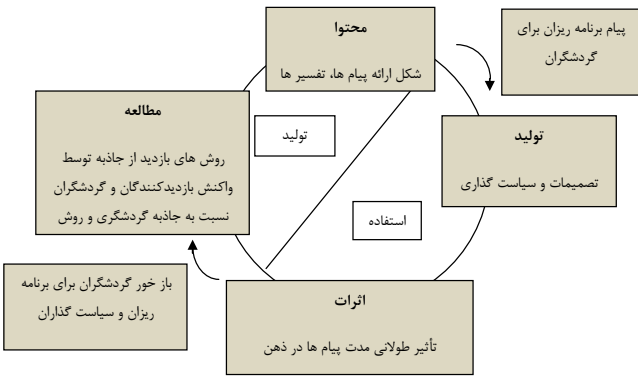 محتوا
شکل ارائه پیام ها، تفسیر ها
پیام برنامه ریزان برای
گردشگران
تولید
تصمیمات و سیاست گذاری
مطالعه
روش های بازدید از جاذبه توسط
واکنش بازدیدکنندگان و گردشگران
نسبت به جاذبه گردشگری و روش
تولید
استفاده
باز خور گردشگران برای برنامه
ریزان و سیاست گذاران
اثرات
تأثیر طولانی مدت پیام ها در ذهن